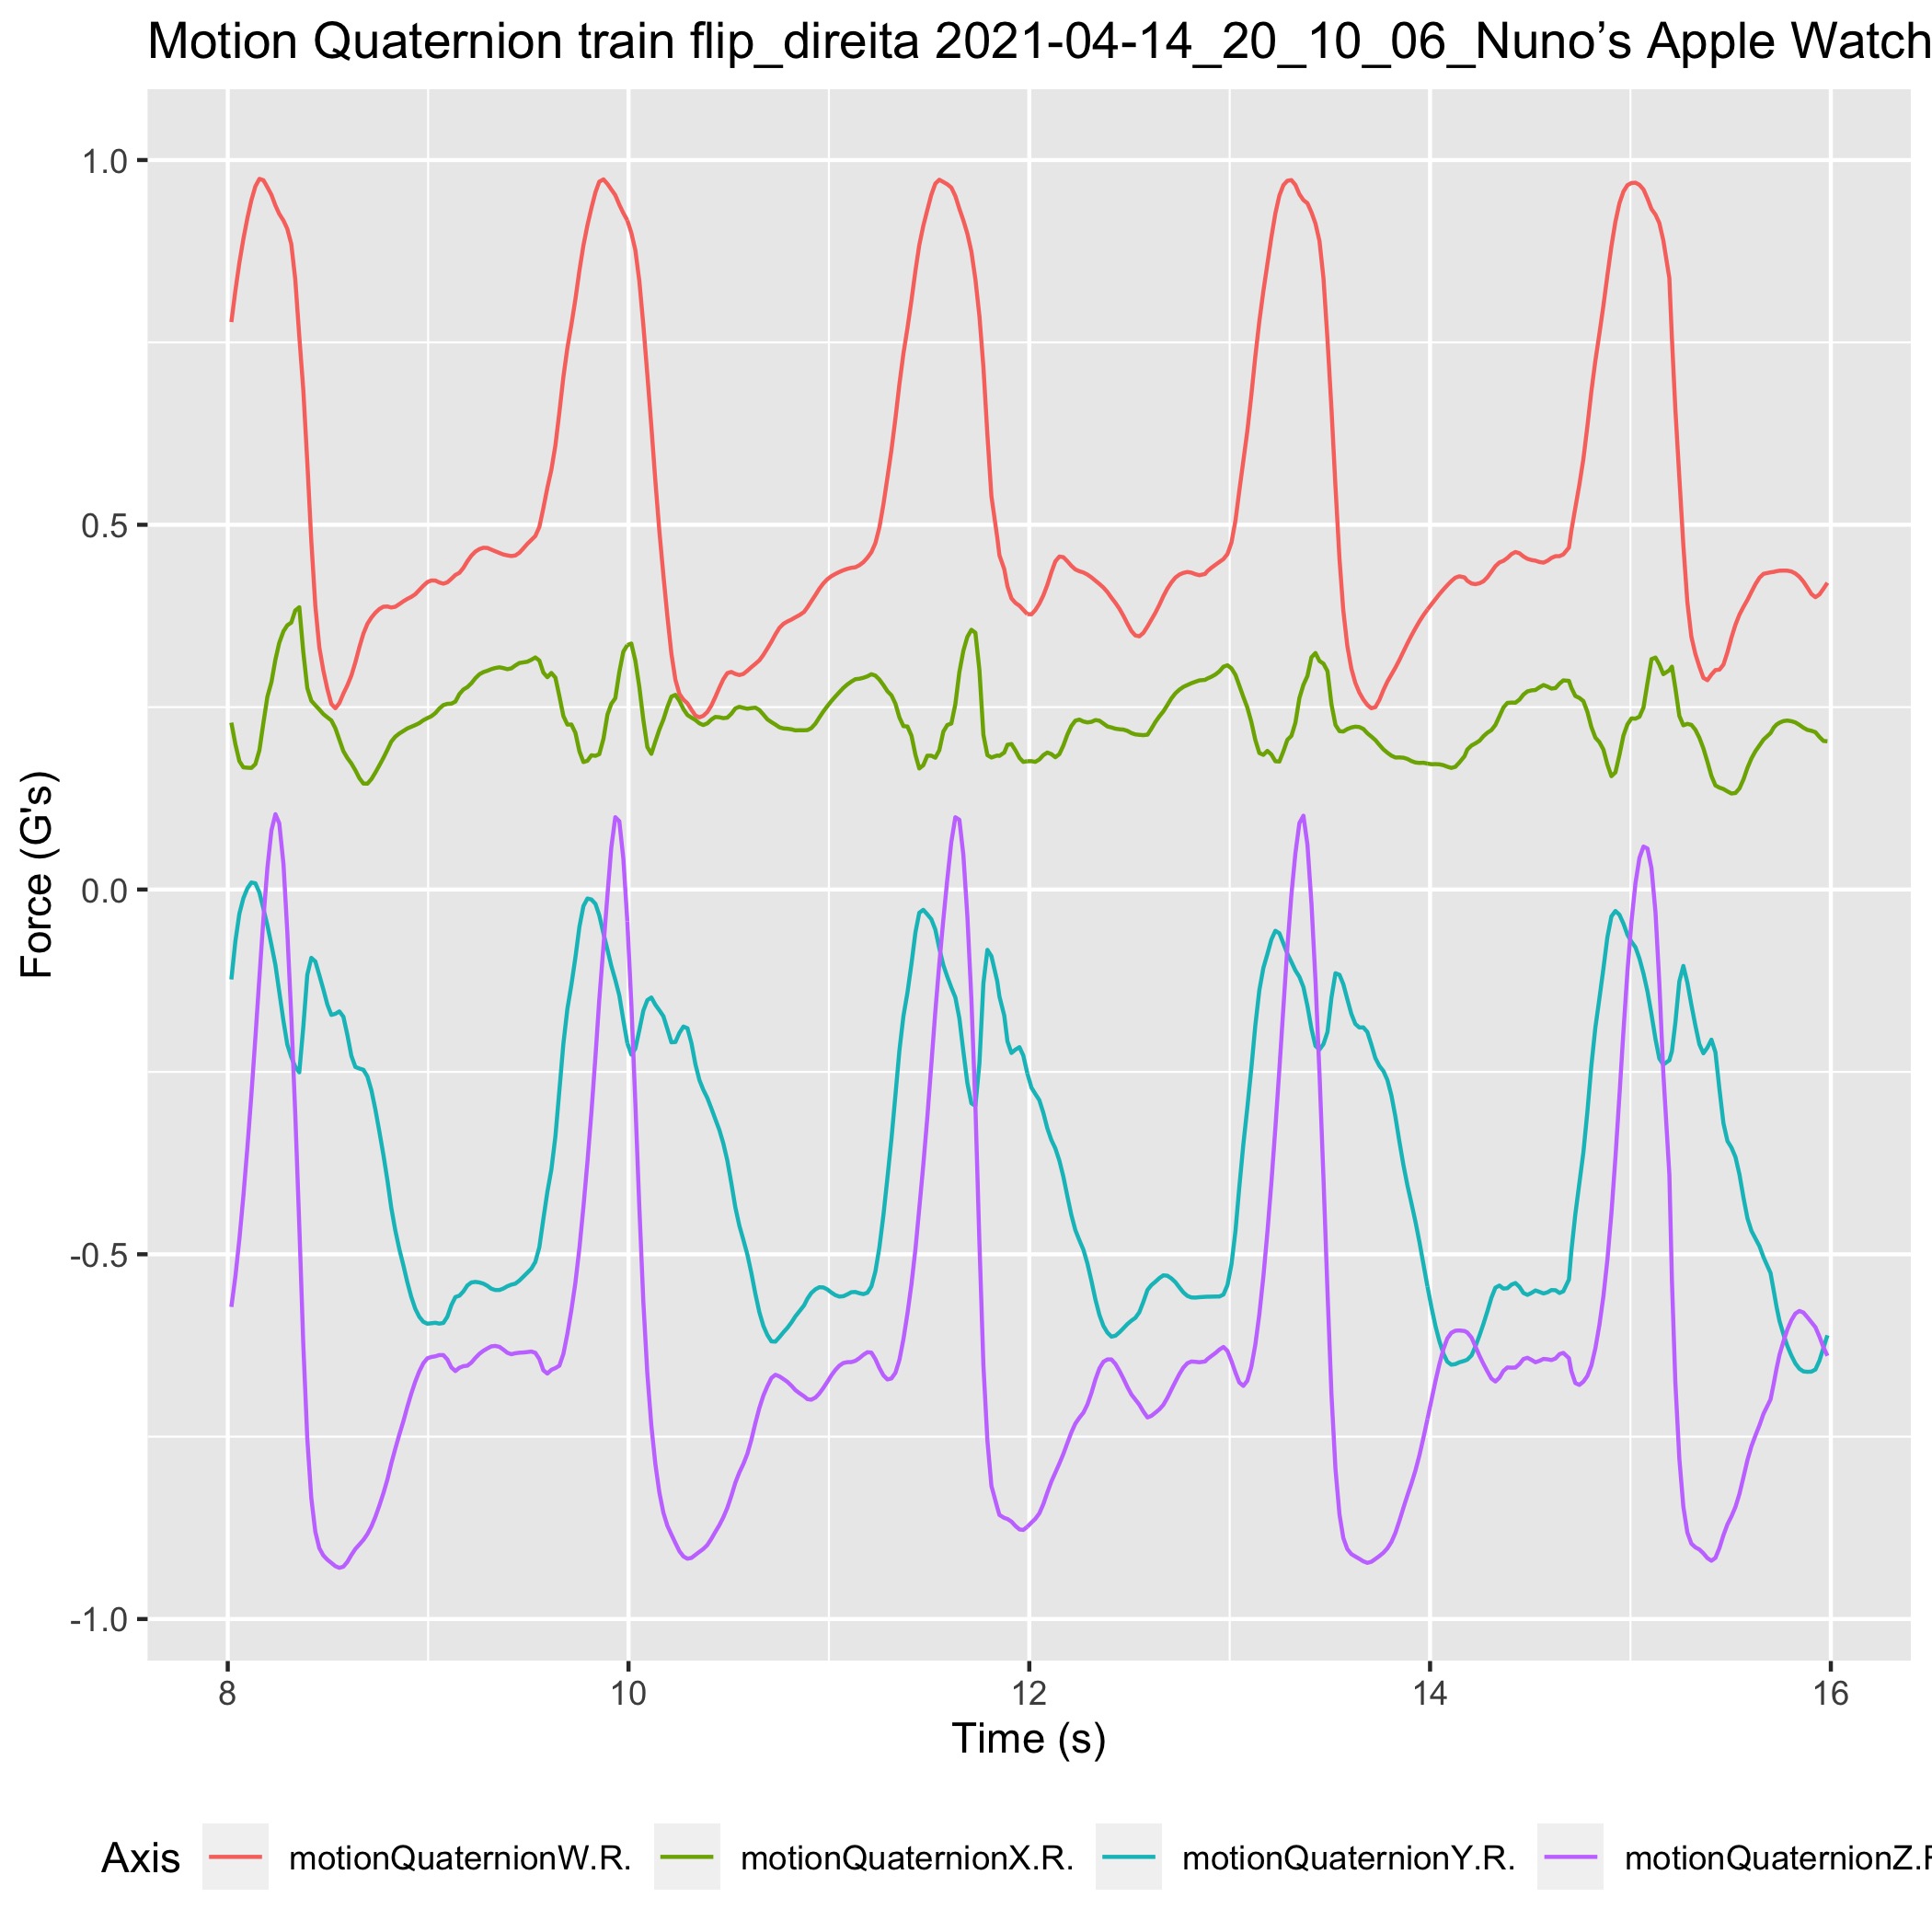 Motion Quaternion train flip_direita 2021-04-14_20_10_06_Nuno’s Apple Watch
1.0
0.5
0.0
-0.5
-1.0
Force (G's)
8 10 12 14 16
Time (s)
Axis motionQuaternionW.R. motionQuaternionX.R. motionQuaternionY.R. motionQuaternionZ.R